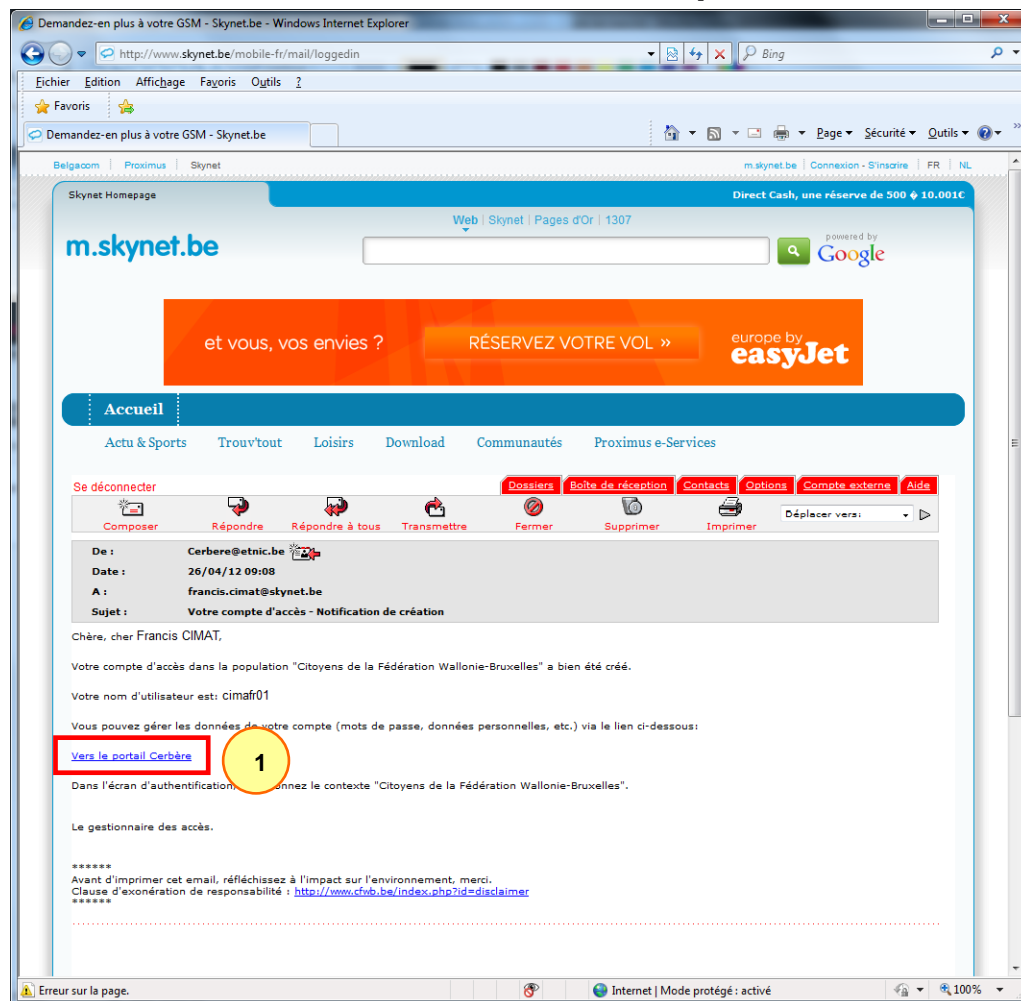 Demandez-en plus à votre GSM - Skynet.be - Windows Internet Explorer
http://www.skynet.be/mobile-fr/mail/loggedin
Bing
Fichier Edition Affichage Favoris Outils ?
Favoris
Demandez-en plus à votre GSM - Skynet.be
Page Sécurité Outils
Belgacom | Proximus | Skynet
m.skynet.be | Connexion - S'inscrire | FR | NL
Skynet Homepage
Direct Cash, une réserve de 500 � 10.001€
Web | Skynet | Pages d'Or | 1307
m.skynet.be
powered by
Google
et vous, vos envies ?
RÉSERVEZ VOTRE VOL »
europe by
easyJet
Accueil
Actu & Sports Trouv'tout Loisirs Download Communautés Proximus e-Services
Se déconnecter
Dossiers Boîte de réception Contacts Options Compte externe Aide
Composer Répondre Répondre à tous Transmettre Fermer Supprimer Imprimer
Déplacer vers:
De : Cerbere@etnic.be
Date : 26/04/12 09:08
A : francis.cimat@skynet.be
Sujet : Votre compte d'accès - Notification de création
Chère, cher Francis CIMAT,
Votre compte d'accès dans la population "Citoyens de la Fédération Wallonie-Bruxelles" a bien été créé.
Votre nom d'utilisateur est: cimafr01
Vous pouvez gérer les données de votre compte (mots de passe, données personnelles, etc.) via le lien ci-dessous:
Vers le portail Cerbère
1
Dans l'écran d'authentification, onnez le contexte "Citoyens de la Fédération Wallonie-Bruxelles".
Le gestionnaire des accès.
******
Avant d'imprimer cet email, réfléchissez à l'impact sur l'environnement, merci.
Clause d'exonération de responsabilité : http://www.cfwb.be/index.php?id=disclaimer
******
Erreur sur la page.
Internet | Mode protégé : activé
100%